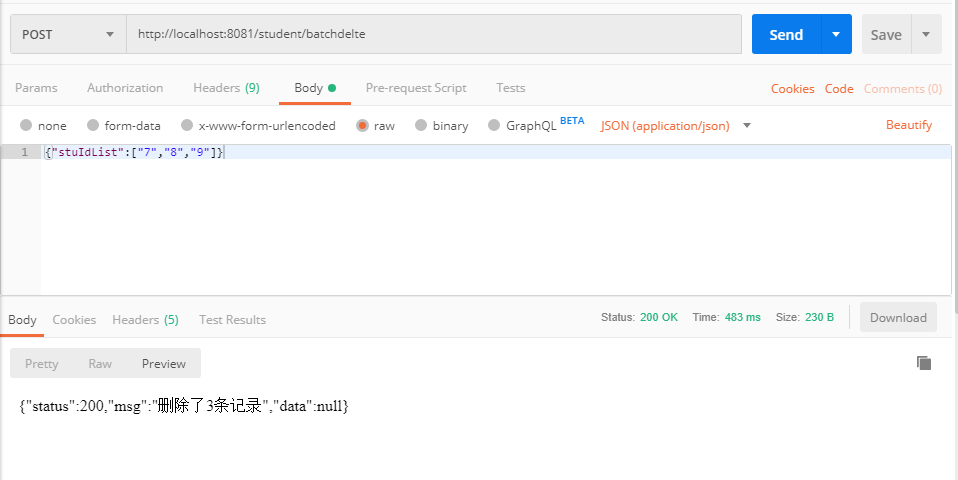 POST http://localhost:8081/student/batchdelte Send Save
Params Authorization Headers (9) Body Pre-request Script Tests Cookies Code Comments (0)
none form-data x-www-form-urlencoded raw binary GraphQL BETA JSON (application/json) Beautify
1 {"stuIdList":["7","8","9"]}
Body Cookies Headers (5) Test Results Status: 200 OK Time: 483 ms Size: 230 B Download
Pretty Raw Preview
{"status":200,"msg":"删除了3条记录","data":null}